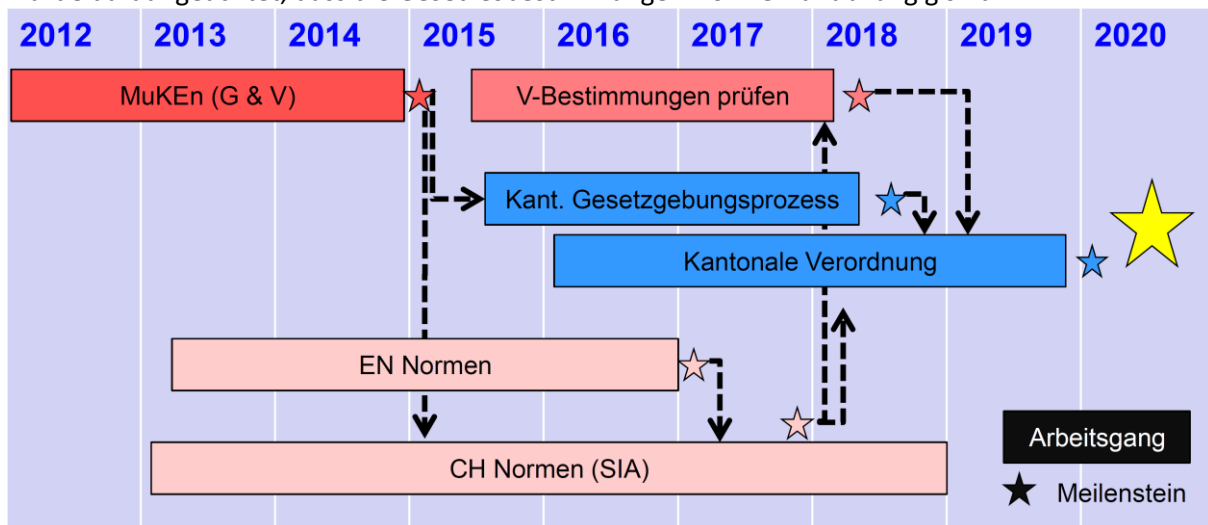 2012 2013 2014 2015 2016 2017 2018 2019 2020
MuKEn (G & V) V-Bestimmungen prüfen
Kant. Gesetzgebungsprozess
Kantonale Verordnung
EN Normen
CH Normen (SIA)
Arbeitsgang
Meilenstein